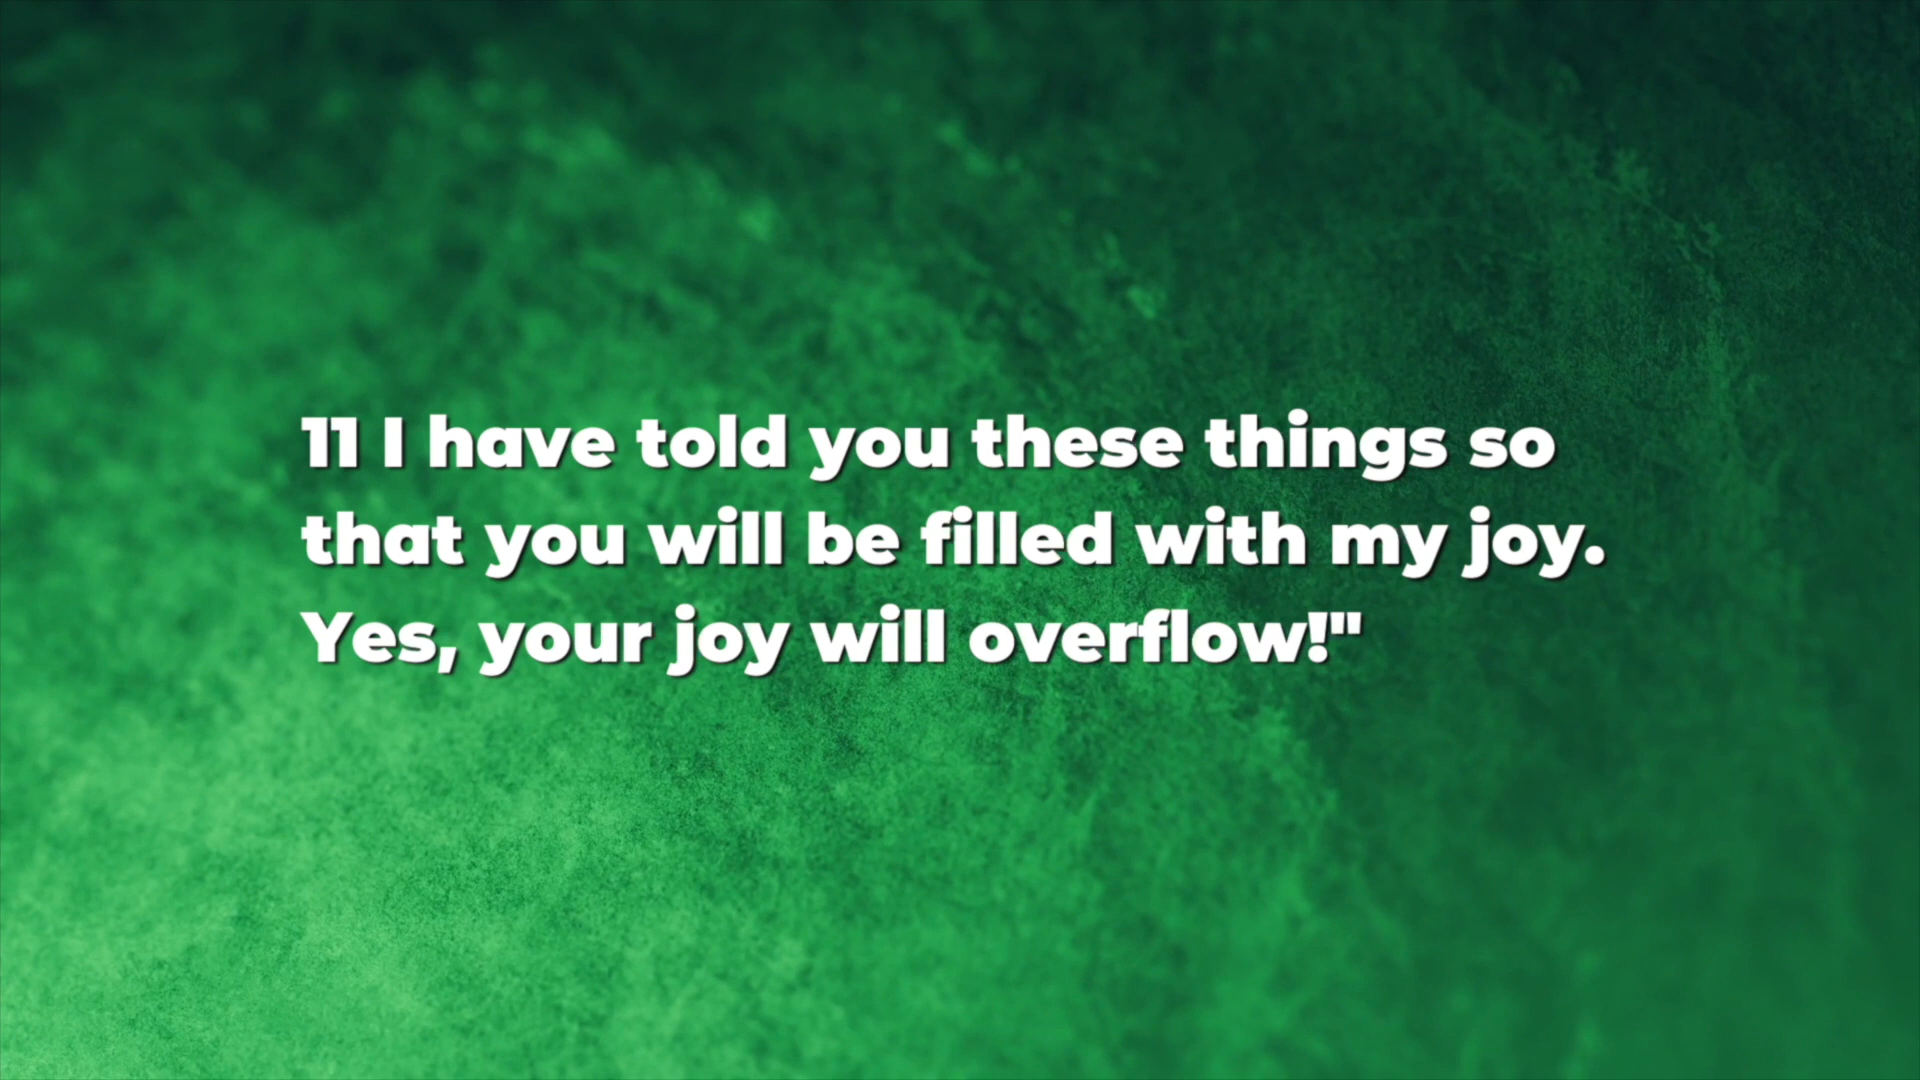 11 I have told you these things so
that you will be filled with my joy.
Yes, your joy will overflow!"